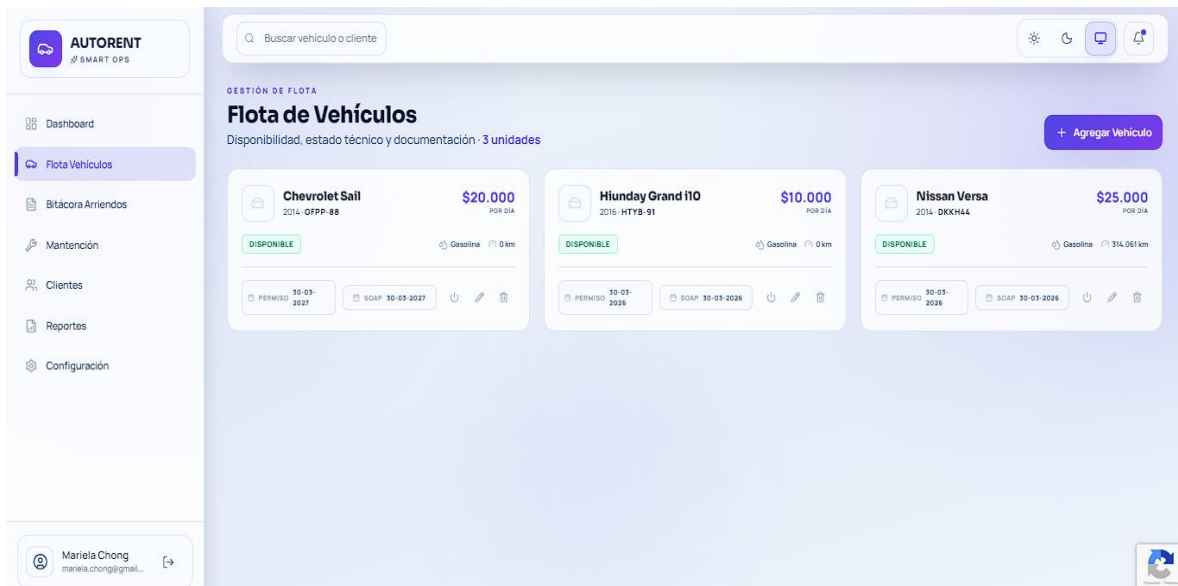 AUTORENT
SMART OPS
Buscar vehículo o cliente
Dashboard
Flota Vehículos
Bitácora Arriendos
Mantención
Clientes
Reportes
Configuración
Mariela Chong
mariela.chong@gmail...
GESTIÓN DE FLOTA
Flota de Vehículos
Disponibilidad, estado técnico y documentación · 3 unidades
+ Agregar Vehículo
Chevrolet Sail
2014 · GFPP-88
$20.000
POR DÍA
DISPONIBLE
Gasolina 0 km
PERMISO 30-03-
2027
SOAP 30-03-2027
Hiunday Grand i10
2016 · HTYB-91
$10.000
POR DÍA
DISPONIBLE
Gasolina 0 km
PERMISO 30-03-
2026
SOAP 30-03-2026
Nissan Versa
2014 · DKKH44
$25.000
POR DÍA
DISPONIBLE
Gasolina 314.061 km
PERMISO 30-03-
2026
SOAP 30-03-2026